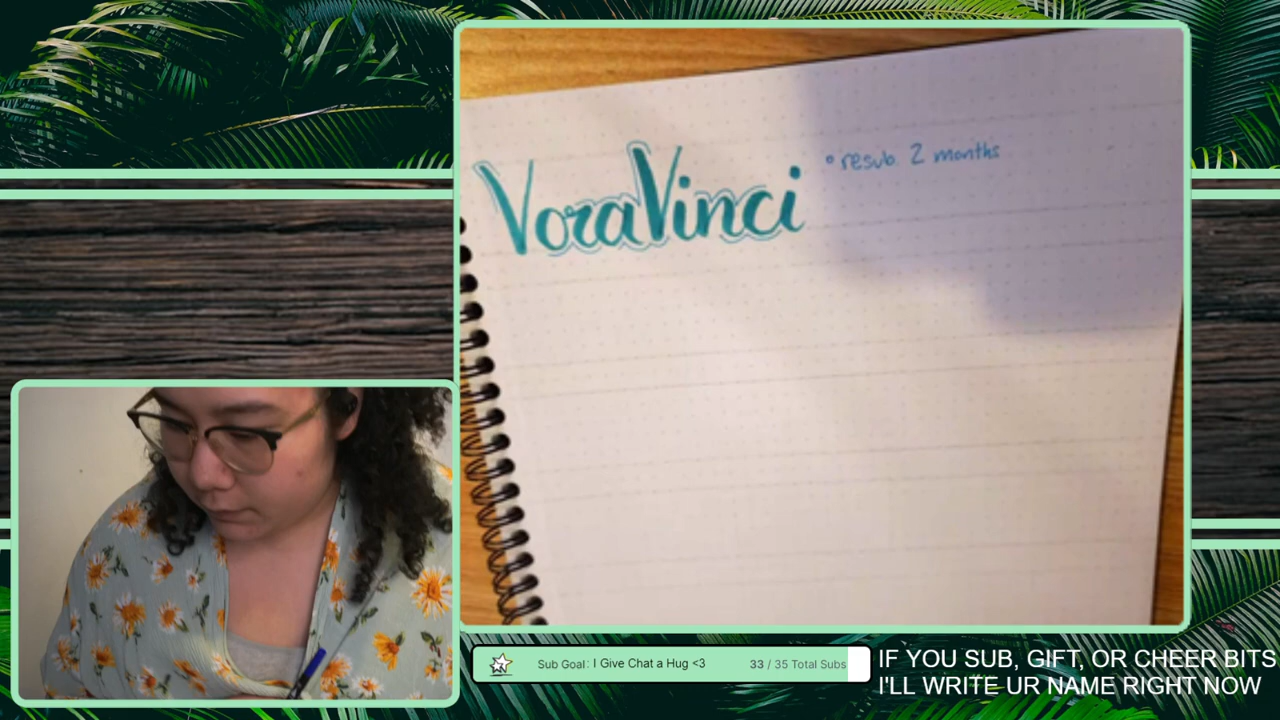 VoraVinci
° resub. 2 months
Sub Goal: I Give Chat a Hug <3 33 / 35 Total Subs
IF YOU SUB, GIFT, OR CHEER BITS
I'LL WRITE UR NAME RIGHT NOW